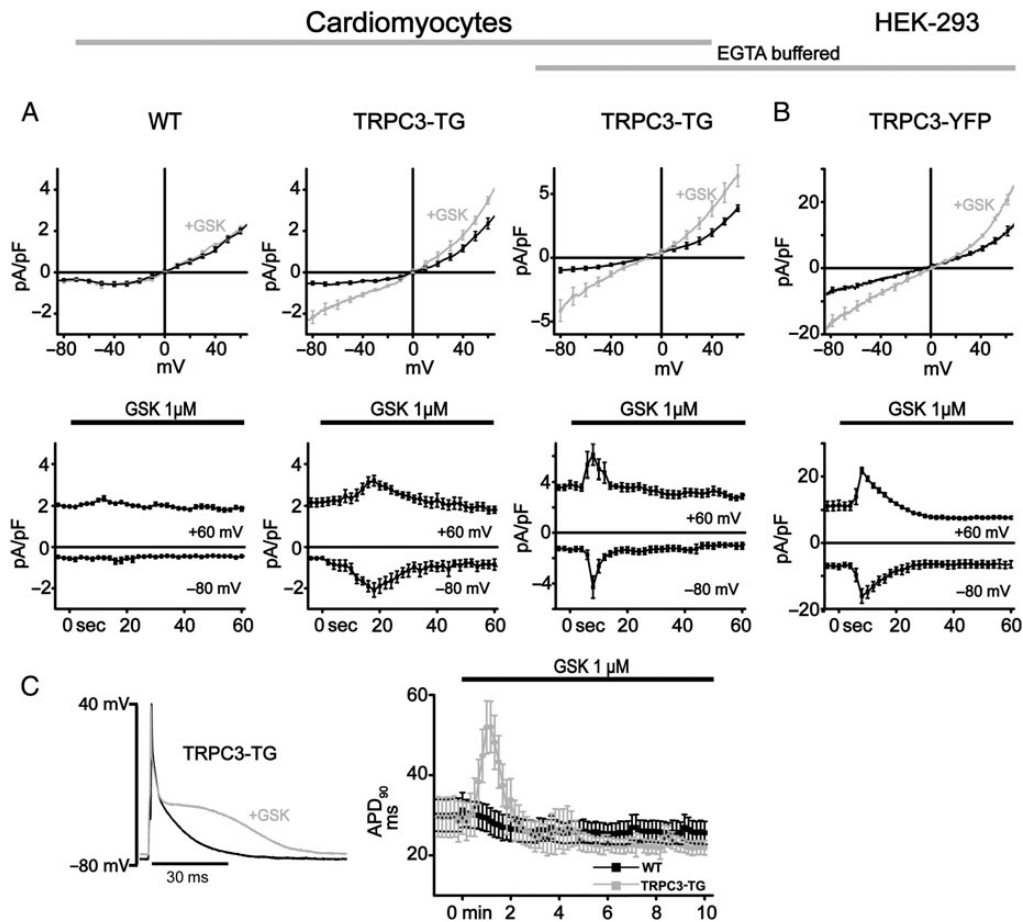 Cardiomyocytes HEK-293
EGTA buffered
A B
WT TRPC3-TG TRPC3-TG TRPC3-YFP
4 4 5 20
2 2
+GSK +GSK +GSK +GSK
pA/pF pA/pF pA/pF pA/pF
0 0 0 0
−2 −2 −5 −20
−80 −40 0 40 −80 −40 0 40 −80 −40 0 40 −80 −40 0 40
mV mV mV mV
GSK 1μM GSK 1μM GSK 1μM GSK 1μM
4 4 4 20
2 2 10
+60 mV +60 mV +60 mV +60 mV
pA/pF pA/pF pA/pF pA/pF
0 0 0 0
−80 mV −80 mV −80 mV −80 mV
−2 −2 −4 −10
−20
0 sec 20 40 60 0 sec 20 40 60 0 sec 20 40 60 0 sec 20 40 60
C
GSK 1 μM
40 mV
TRPC3-TG
+GSK
−80 mV
30 ms
60
40
20
APD90
ms
WT
TRPC3-TG
0 min 2 4 6 8 10